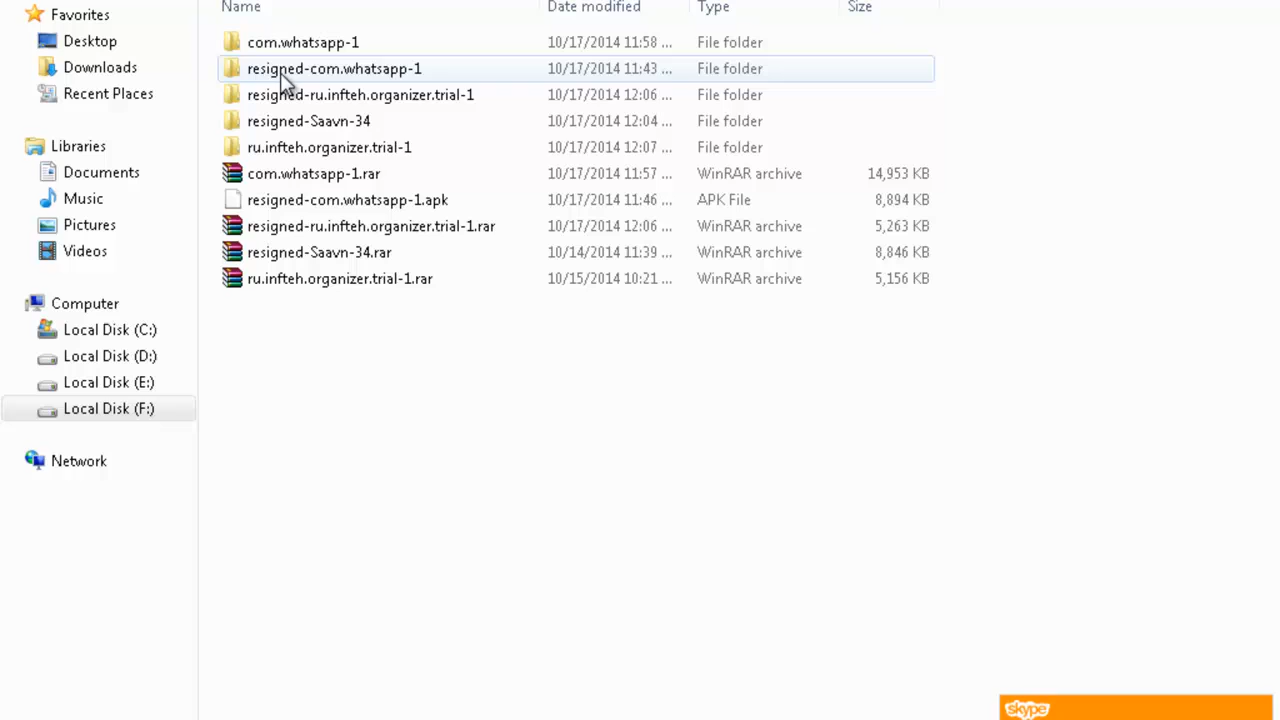 Favorites
Desktop
Downloads
Recent Places
Libraries
Documents
Music
Pictures
Videos
Computer
Local Disk (C:)
Local Disk (D:)
Local Disk (E:)
Local Disk (F:)
Network
Name Date modified Type Size
com.whatsapp-1 10/17/2014 11:58 ... File folder
resigned-com.whatsapp-1 10/17/2014 11:43 ... File folder
resigned-ru.infteh.organizer.trial-1 10/17/2014 12:06 ... File folder
resigned-Saavn-34 10/17/2014 12:04 ... File folder
ru.infteh.organizer.trial-1 10/17/2014 12:07 ... File folder
com.whatsapp-1.rar 10/17/2014 11:57 ... WinRAR archive 14,953 KB
resigned-com.whatsapp-1.apk 10/17/2014 11:46 ... APK File 8,894 KB
resigned-ru.infteh.organizer.trial-1.rar 10/17/2014 12:06 ... WinRAR archive 5,263 KB
resigned-Saavn-34.rar 10/14/2014 11:39 ... WinRAR archive 8,846 KB
ru.infteh.organizer.trial-1.rar 10/15/2014 10:21 ... WinRAR archive 5,156 KB
skype